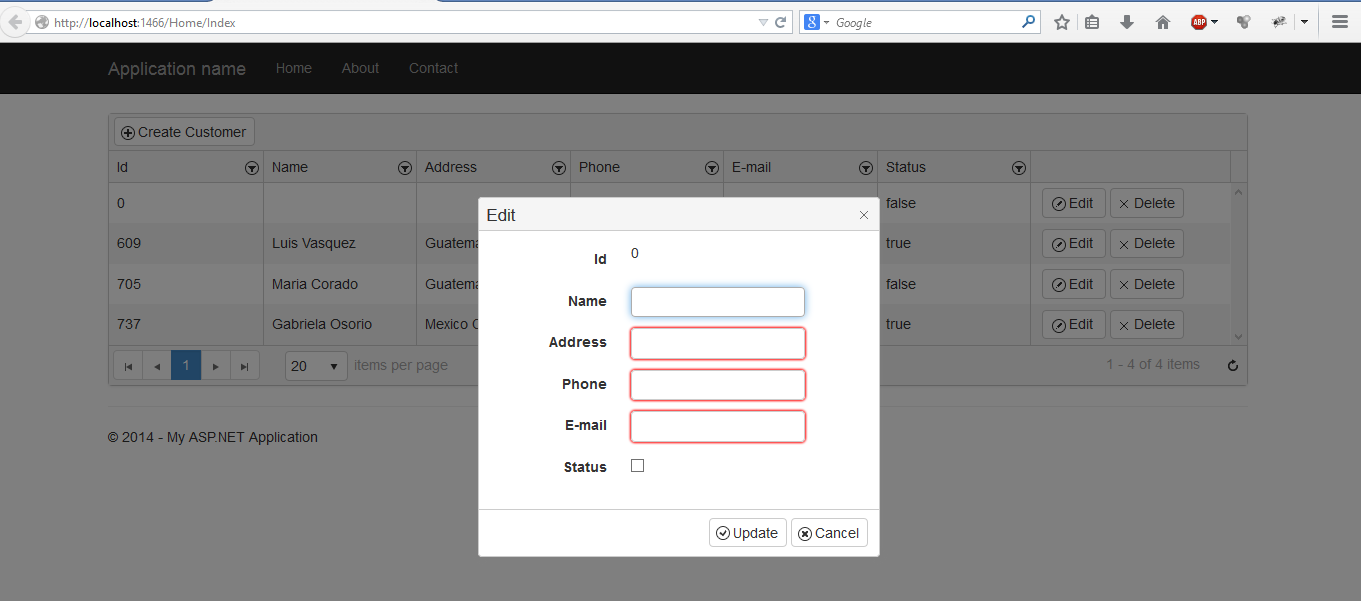 http://localhost:1466/Home/Index
8 Google
ABP
Application name Home About Contact
Create Customer
Id Name Address Phone E-mail Status
0 false Edit Delete
609 Luis Vasquez Guatema true Edit Delete
705 Maria Corado Guatema false Edit Delete
737 Gabriela Osorio Mexico C true Edit Delete
1 20 items per page 1 - 4 of 4 items
© 2014 - My ASP.NET Application
Edit
Id 0
Name
Address
Phone
E-mail
Status
Update Cancel